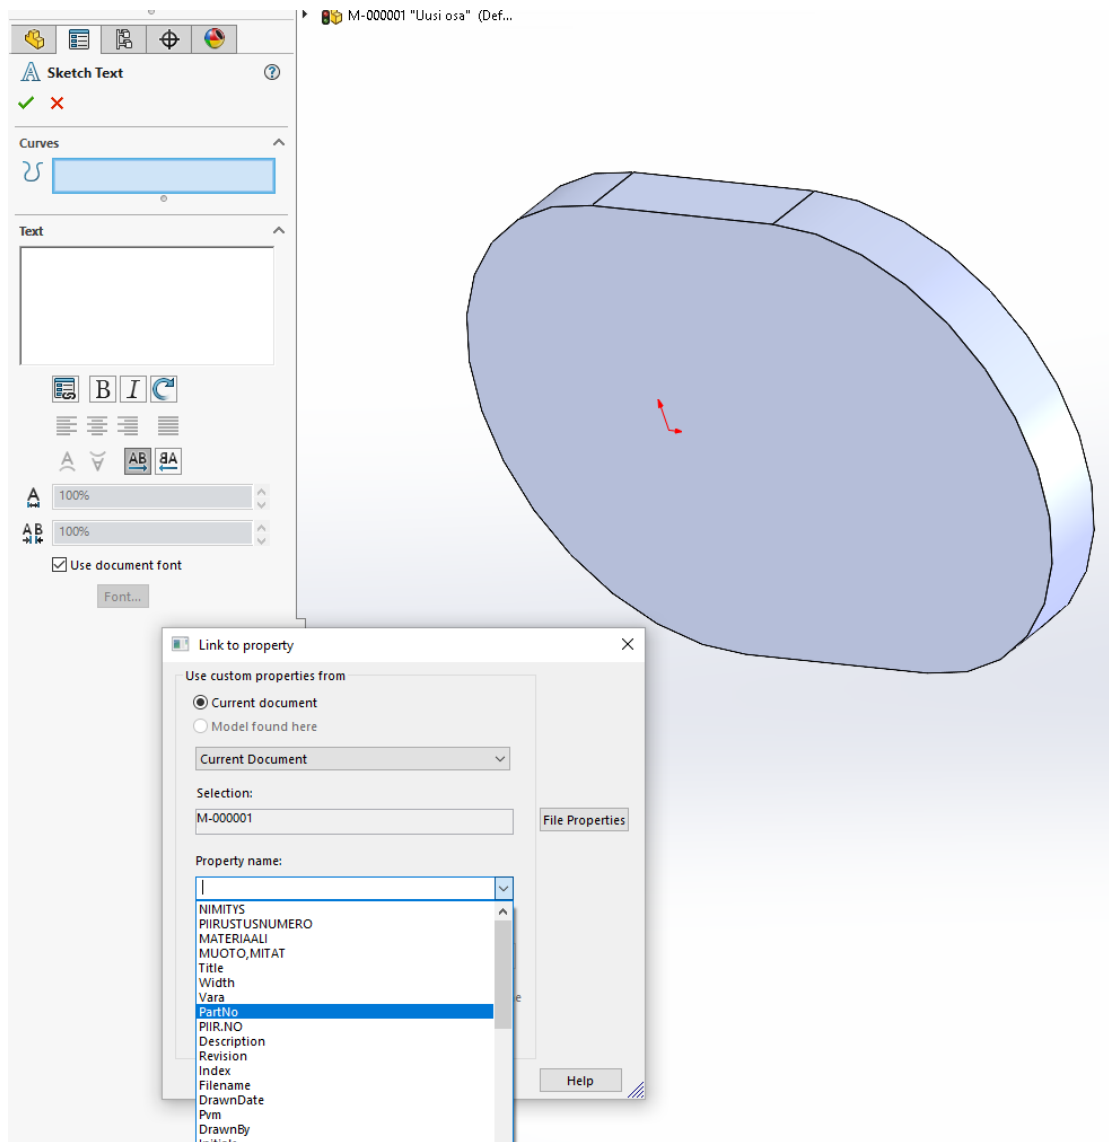 M-000001 "Uusi osa" (Def...
Sketch Text
Curves
Text
B I
AB
100%
AB
100%
Use document font
Font...
Link to property
Use custom properties from
Current document
Model found here
Current Document
Selection:
M-000001
File Properties
Property name:
NIMITYS
PIIRUSTUSNUMERO
MATERIAALI
MUOTO,MITAT
Title
Width
Vara
PartNo
PIIR.NO
Description
Revision
Index
Filename
DrawnDate
Pvm
DrawnBy
Help